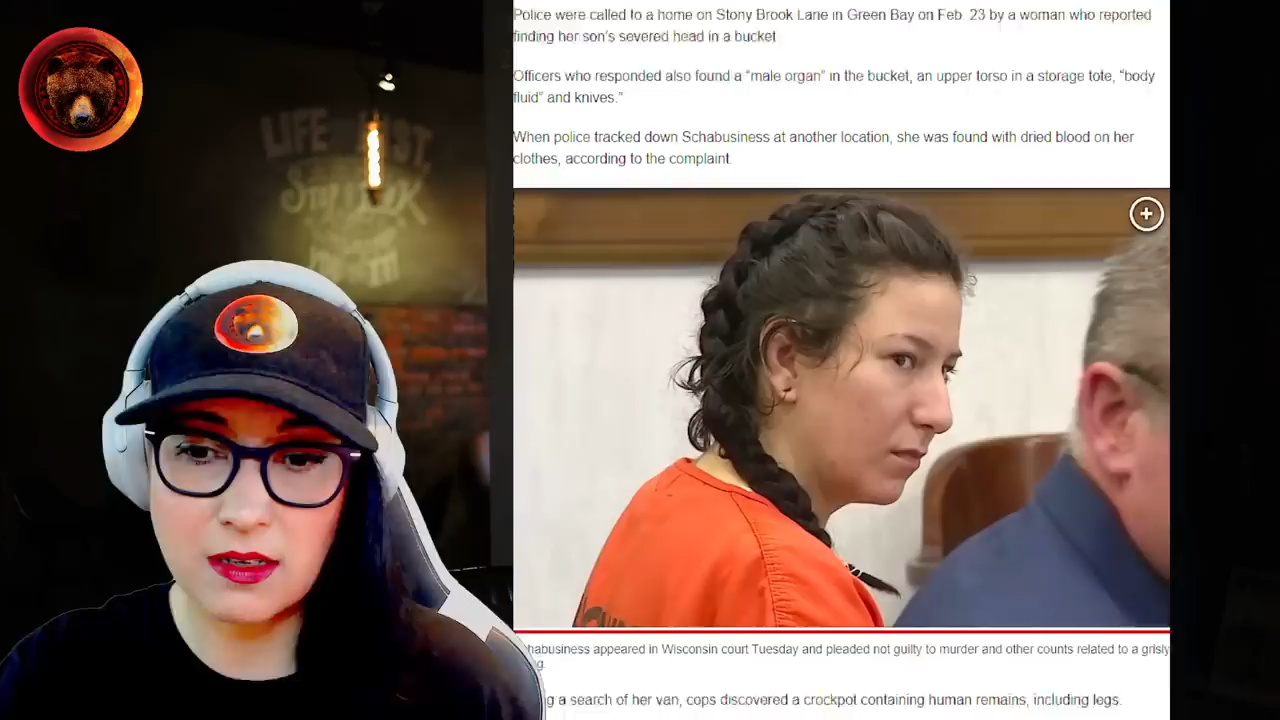 Police were called to a home on Stony Brook Lane in Green Bay on Feb. 23 by a woman who reported
finding her son's severed head in a bucket
Officers who responded also found a “male organ” in the bucket, an upper torso in a storage tote, “body
fluid” and knives.”
When police tracked down Schabusiness at another location, she was found with dried blood on her
clothes, according to the complaint.
LIFE
habusiness appeared in Wisconsin court Tuesday and pleaded not guilty to murder and other counts related to a grisly
g a search of her van, cops discovered a crockpot containing human remains, including legs.